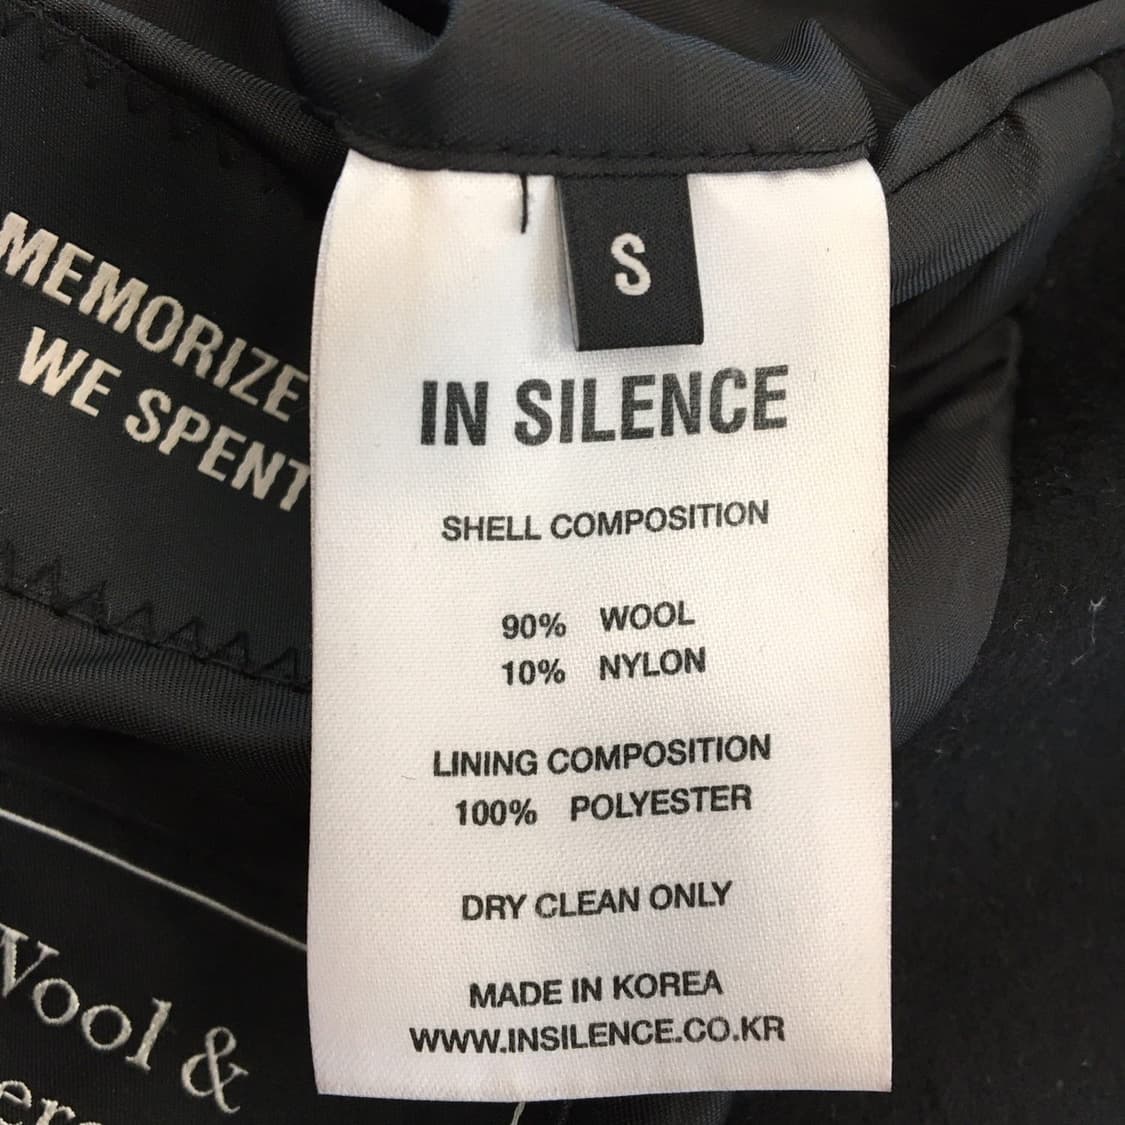 MEMORIZE
WE SPENT
S
IN SILENCE
SHELL COMPOSITION
90% WOOL
10% NYLON
LINING COMPOSITION
100% POLYESTER
DRY CLEAN ONLY
MADE IN KOREA
WWW.INSILENCE.CO.KR
Wool &